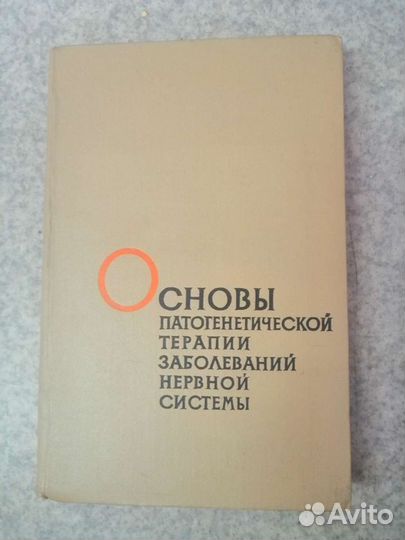 ОСНОВЫ
ПАТОГЕНЕТИЧЕСКОЙ
ТЕРАПИИ
ЗАБОЛЕВАНИЙ
НЕРВНОЙ
СИСТЕМЫ
Avito